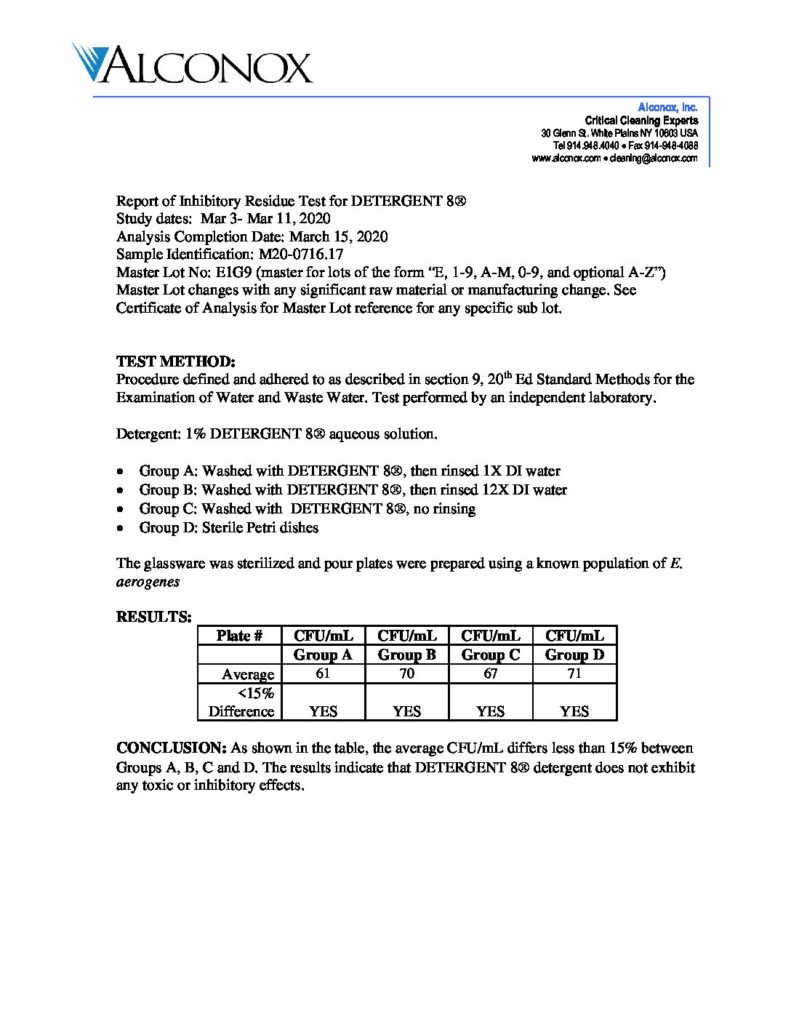 ALCONOX
Alconox, Inc.
Critical Cleaning Experts
30 Glenn St. White Plains NY 10603 USA
Tel 914.948.4040 • Fax 914-948-4088
www.alconox.com • cleaning@alconox.com
Report of Inhibitory Residue Test for DETERGENT 8®
Study dates: Mar 3- Mar 11, 2020
Analysis Completion Date: March 15, 2020
Sample Identification: M20-0716.17
Master Lot No: E1G9 (master for lots of the form “E, 1-9, A-M, 0-9, and optional A-Z”)
Master Lot changes with any significant raw material or manufacturing change. See
Certificate of Analysis for Master Lot reference for any specific sub lot.
TEST METHOD:
Procedure defined and adhered to as described in section 9, 20th Ed Standard Methods for the
Examination of Water and Waste Water. Test performed by an independent laboratory.
Detergent: 1% DETERGENT 8® aqueous solution.
• Group A: Washed with DETERGENT 8®, then rinsed 1X DI water
• Group B: Washed with DETERGENT 8®, then rinsed 12X DI water
• Group C: Washed with DETERGENT 8®, no rinsing
• Group D: Sterile Petri dishes
The glassware was sterilized and pour plates were prepared using a known population of E.
aerogenes
RESULTS:
Plate # CFU/mL CFU/mL CFU/mL CFU/mL
Group A Group B Group C Group D
Average 61 70 67 71
<15%
Difference YES YES YES YES
CONCLUSION: As shown in the table, the average CFU/mL differs less than 15% between
Groups A, B, C and D. The results indicate that DETERGENT 8® detergent does not exhibit
any toxic or inhibitory effects.